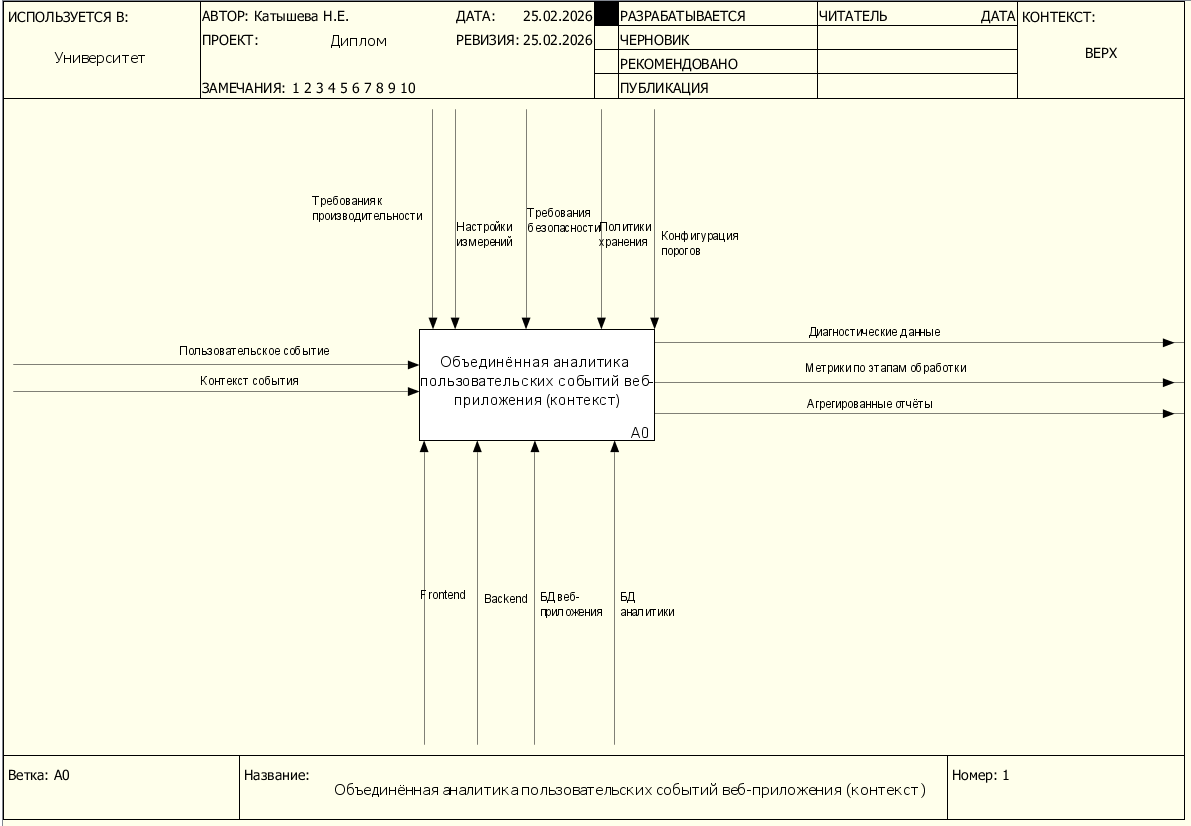 ИСПОЛЬЗУЕТСЯ В:
Университет
АВТОР: Катышева Н.Е.
ДАТА: 25.02.2026
ПРОЕКТ: Диплом
РЕВИЗИЯ: 25.02.2026
ЗАМЕЧАНИЯ: 1 2 3 4 5 6 7 8 9 10
РАЗРАБАТЫВАЕТСЯ
ЧЕРНОВИК
РЕКОМЕНДОВАНО
ПУБЛИКАЦИЯ
ЧИТАТЕЛЬ ДАТА
КОНТЕКСТ:
ВЕРХ
Требования к
производительности
Настройки
измерений
Требования
безопасности
Политики
хранения
Конфигурация
порогов
Пользовательское событие
Контекст события
Объединённая аналитика
пользовательских событий веб-
приложения (контекст)
A0
Диагностические данные
Метрики по этапам обработки
Агрегированные отчёты
Frontend
Backend
БД веб-
приложения
БД
аналитики
Ветка: A0
Название:
Объединённая аналитика пользовательских событий веб-приложения (контекст)
Номер: 1